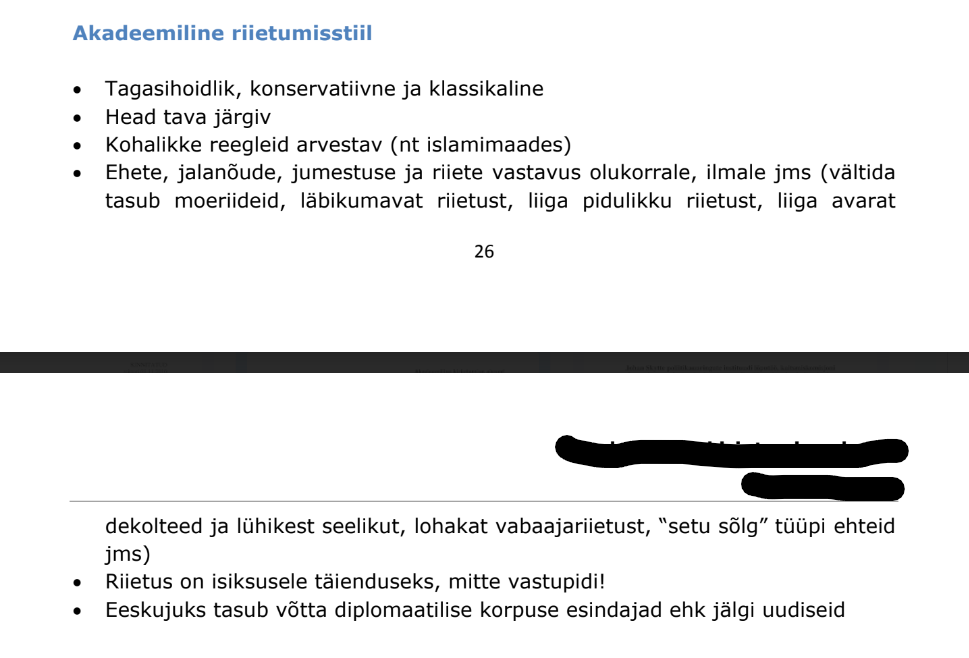 Akadeemiline riietumisstiil
• Tagasihoidlik, konservatiivne ja klassikaline
• Head tava järgiv
• Kohalikke reegleid arvestav (nt islamimaades)
• Ehete, jalanõude, jumestuse ja riiete vastavus olukorrale, ilmale jms (vältida
tasub moeriideid, läbikumavat riietust, liiga pidulikku riietust, liiga avarat
26
dekolteed ja lühikest seelikut, lohakat vabaajariietust, “setu sõlg” tüüpi ehteid
jms)
• Riietus on isiksusele täienduseks, mitte vastupidi!
• Eeskujuks tasub võtta diplomaatilise korpuse esindajad ehk jälgi uudiseid